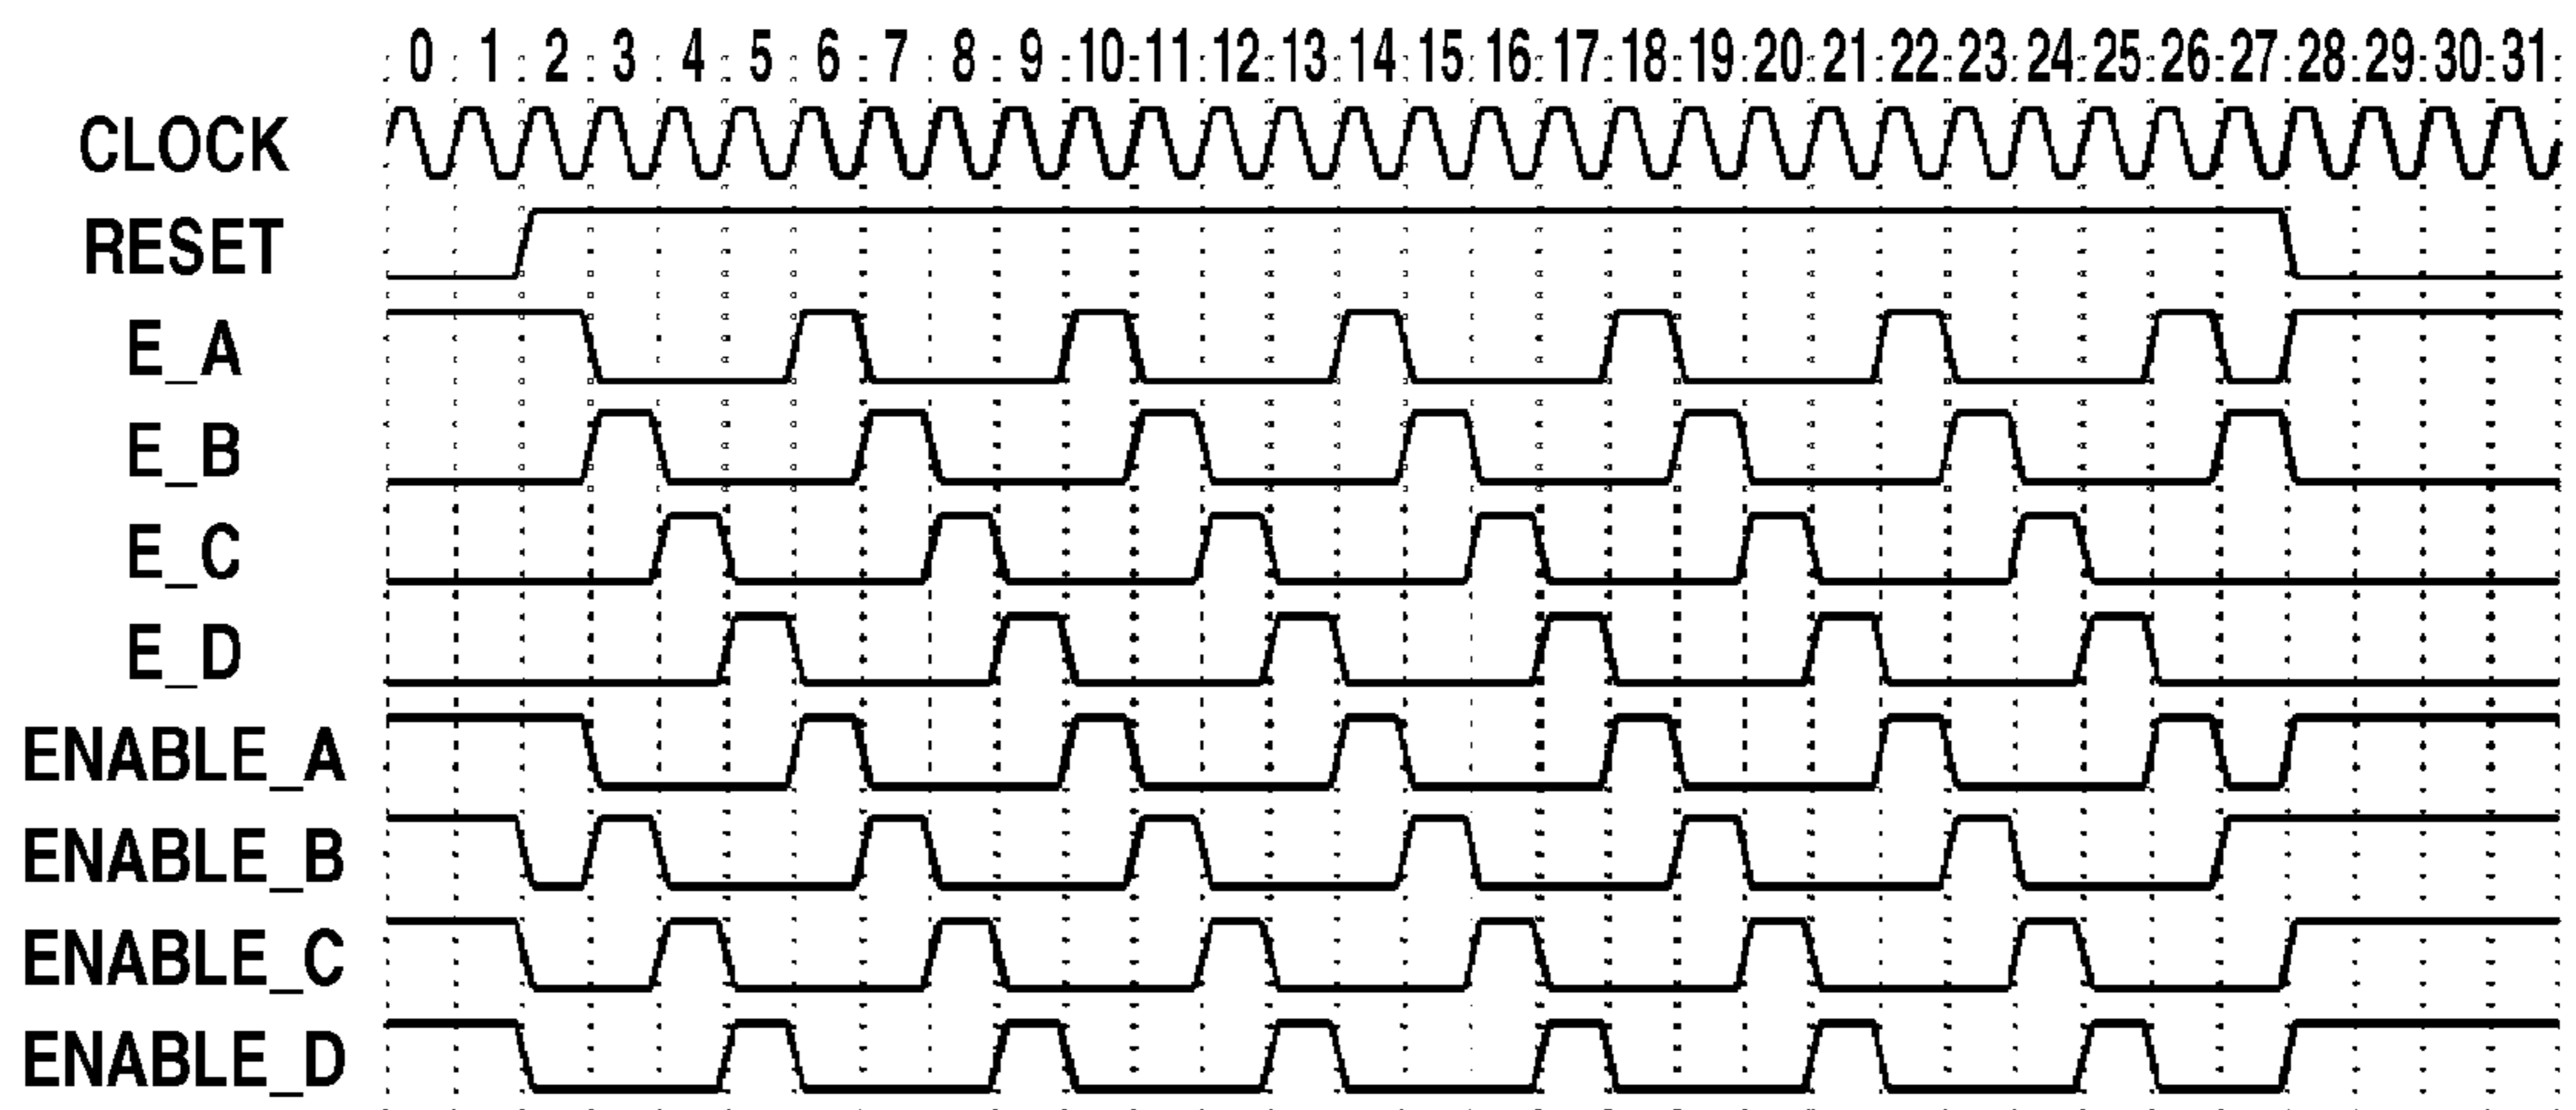 0 1 2 3 4 5 6 7 8 9 10 11 12 13 14 15 16 17 18 19 20 21 22 23 24 25 26 27 28 29 30 31
CLOCK
RESET
E_A
E_B
E_C
E_D
ENABLE_A
ENABLE_B
ENABLE_C
ENABLE_D